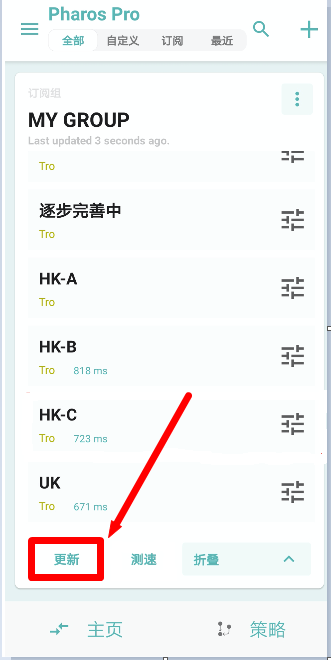 Pharos Pro
全部 自定义 订阅 最近
订阅组
MY GROUP
Last updated 3 seconds ago.
Tro
逐步完善中
Tro
HK-A
Tro
HK-B
Tro 818 ms
HK-C
Tro 723 ms
UK
Tro 671 ms
更新 测速 折叠
主页 策略